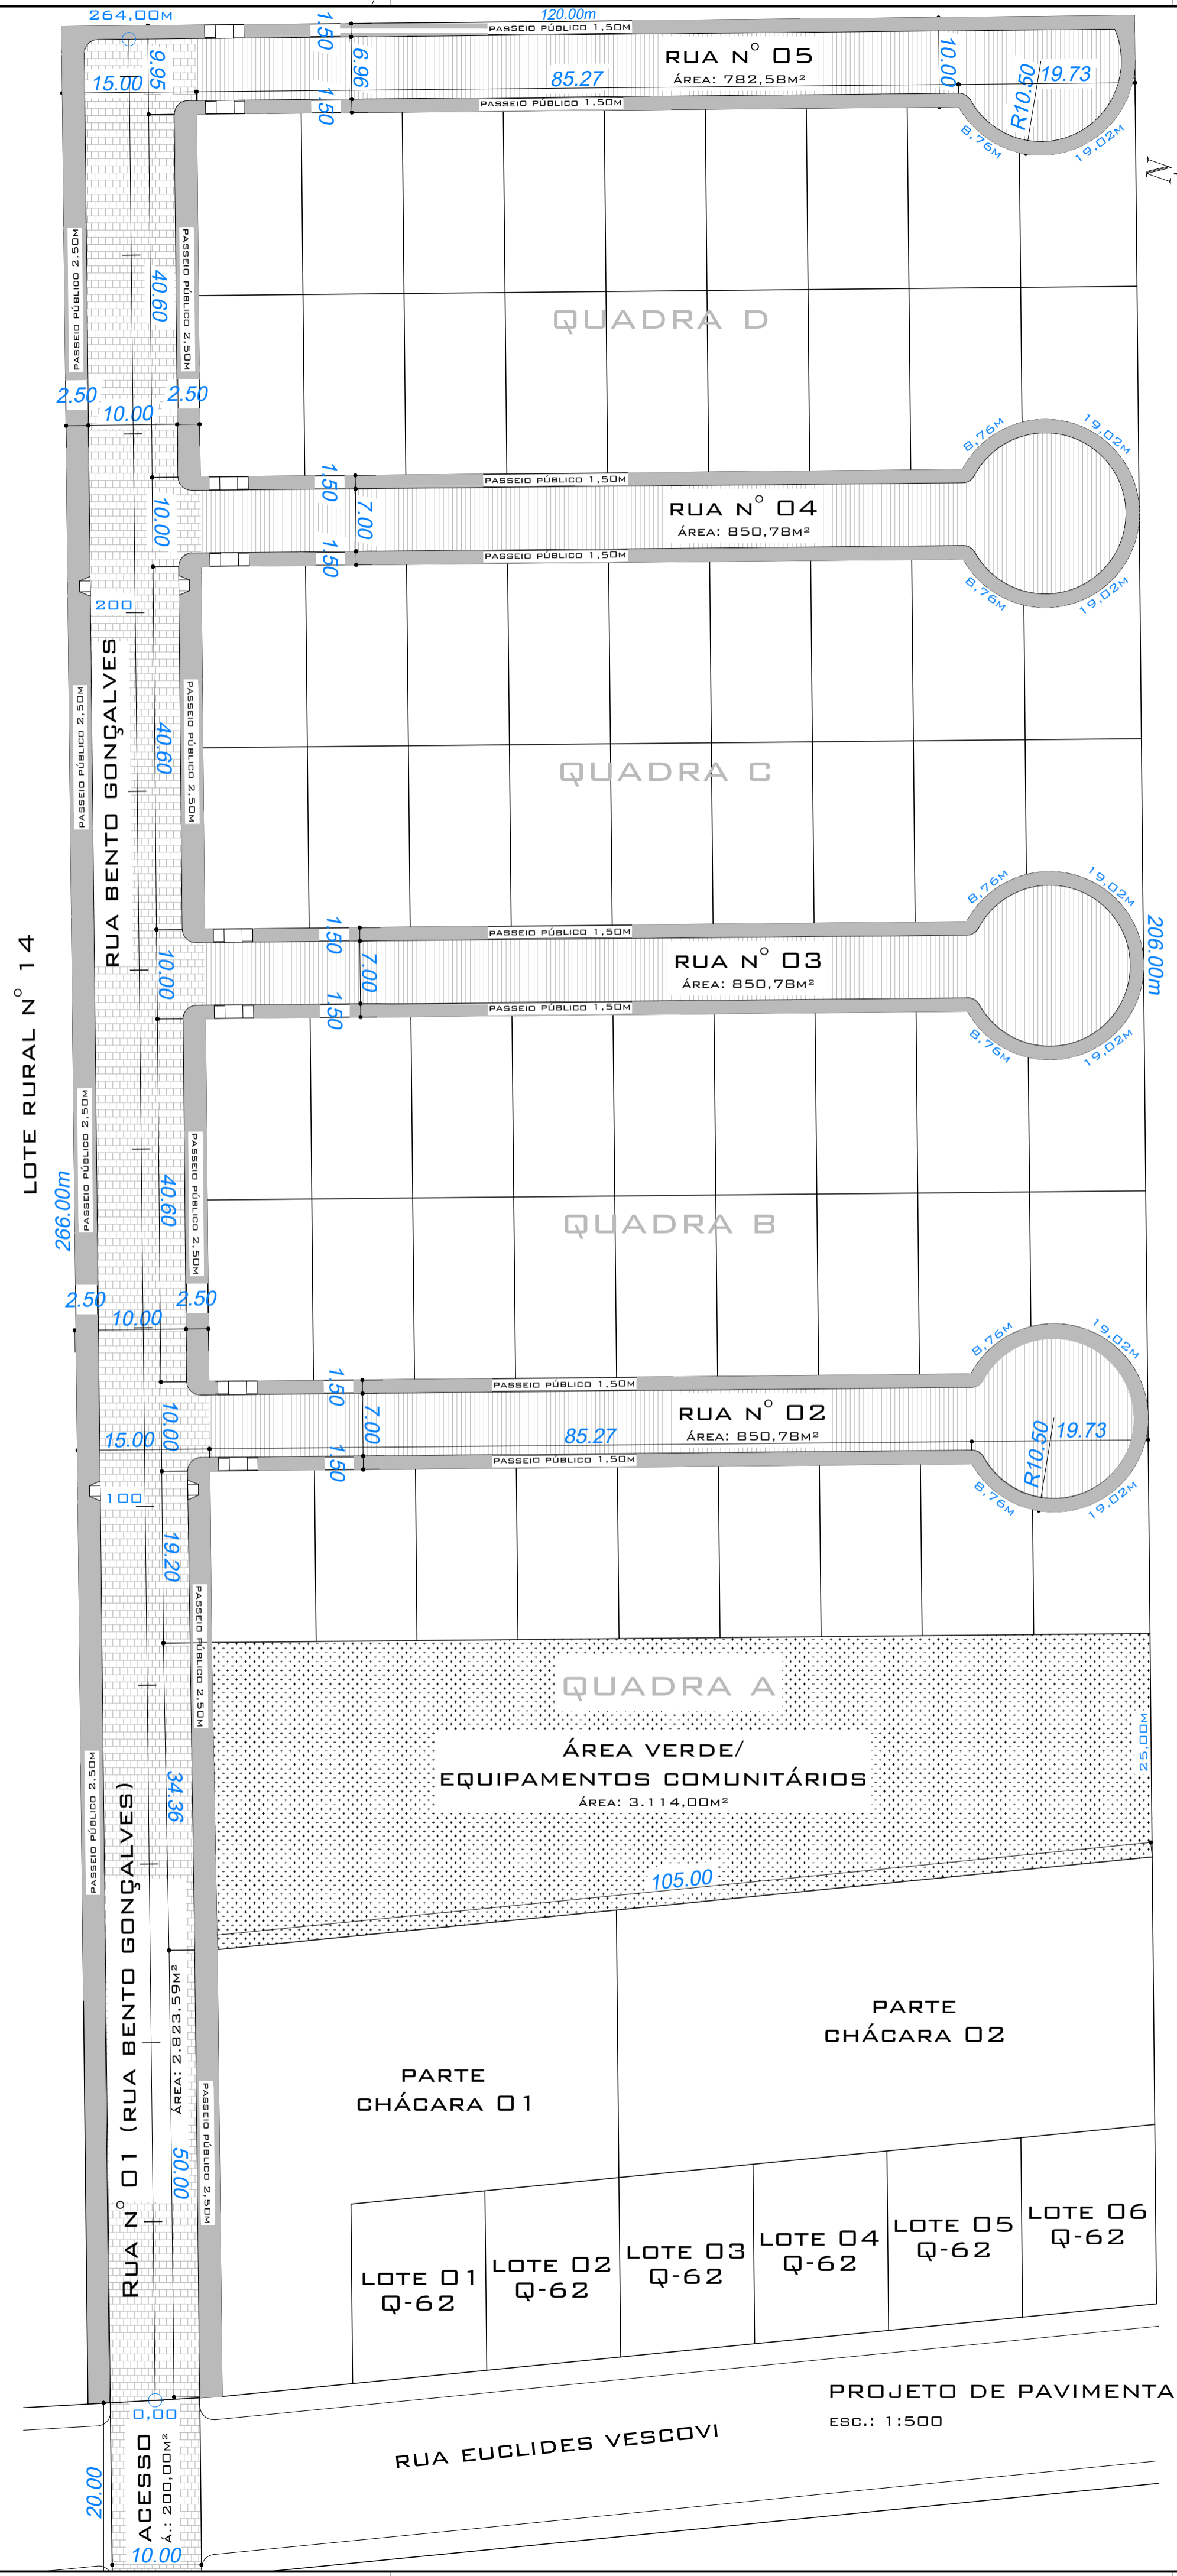 264,00M
120.00m
PASSEIO PÚBLICO 1,50M
1.50
9.95
6.96
RUA N° 05
ÁREA: 782,58M²
10.00
15.00
85.27
R10.50
19.73
PASSEIO PÚBLICO 1,50M
1.50
8,76M
19,02M
N
PASSEIO PÚBLICO 2,50M
PASSEIO PÚBLICO 2,50M
40.60
QUADRA D
2.50
10.00
2.50
8,76M
19,02M
1.50
PASSEIO PÚBLICO 1,50M
10.00
7.00
RUA N° 04
ÁREA: 850,78M²
1.50
PASSEIO PÚBLICO 1,50M
8,76M
19,02M
200
RUA BENTO GONÇALVES
PASSEIO PÚBLICO 2,50M
PASSEIO PÚBLICO 2,50M
40.60
QUADRA C
8,76M
19,02M
1.50
PASSEIO PÚBLICO 1,50M
10.00
7.00
RUA N° 03
ÁREA: 850,78M²
206.00m
1.50
PASSEIO PÚBLICO 1,50M
8,76M
19,02M
LOTE RURAL N° 14
266.00m
PASSEIO PÚBLICO 2,50M
PASSEIO PÚBLICO 2,50M
40.60
QUADRA B
2.50
10.00
2.50
8,76M
19,02M
1.50
PASSEIO PÚBLICO 1,50M
10.00
7.00
RUA N° 02
ÁREA: 850,78M²
15.00
85.27
R10.50
19.73
1.50
PASSEIO PÚBLICO 1,50M
8,76M
19,02M
100
19.20
PASSEIO PÚBLICO 2,50M
QUADRA A
ÁREA VERDE/
EQUIPAMENTOS COMUNITÁRIOS
ÁREA: 3.114,00M²
25,00M
34.36
PASSEIO PÚBLICO 2,50M
105.00
RUA N° 01 (RUA BENTO GONÇALVES)
ÁREA: 2.823,59M²
PARTE
CHÁCARA 02
PARTE
CHÁCARA 01
50.00
PASSEIO PÚBLICO 2,50M
LOTE 01
Q-62
LOTE 02
Q-62
LOTE 03
Q-62
LOTE 04
Q-62
LOTE 05
Q-62
LOTE 06
Q-62
0,00
PROJETO DE PAVIMENTA
ESC.: 1:500
RUA EUCLIDES VESCOVI
20.00
ACESSO
Á.: 200,00M²
10.00